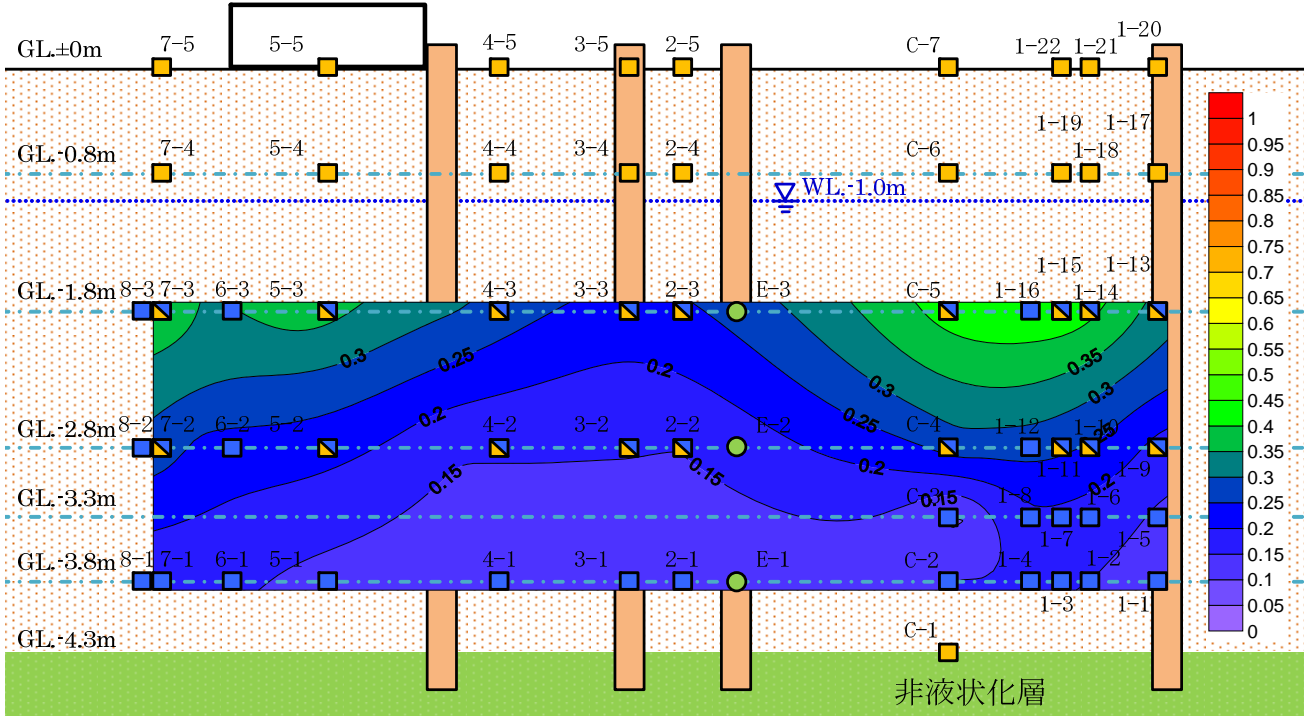 1-20
7-5 5-5 4-5 3-5 2-5 C-7 1-22 1-21
GL.±0m
1
1-19 1-17
0.95
GL.-0.8m 7-4 5-4 4-4 3-4 2-4 C-6 1-18
0.9
0.85
WL.-1.0m
0.8
0.75
0.7
1-15 1-13
GL.-1.8m 8-3 7-3 6-3 5-3 4-3 3-3 2-3 E-3 C-5 1-16 1-14
0.65
0.6
0.55
0.3 0.25 0.2 0.35
0.5
0.3 0.3
0.45
0.2 0.25
0.4
GL.-2.8m 8-2 7-2 6-2 5-2 4-2 3-2 2-2 E-2 C-4 1-12 1-10
0.25
0.35
0.15 0.15 0.2 1-11 1-9
0.3
0.2
GL.-3.3m C-3 0.15 1-8 1-6
0.25
0.2
1-7 1-5
0.15
GL.-3.8m 8-1 7-1 6-1 5-1 4-1 3-1 2-1 E-1 C-2 1-4 1-2
0.1
1-3 1-1
0.05
GL.-4.3m C-1
0
非液状化層